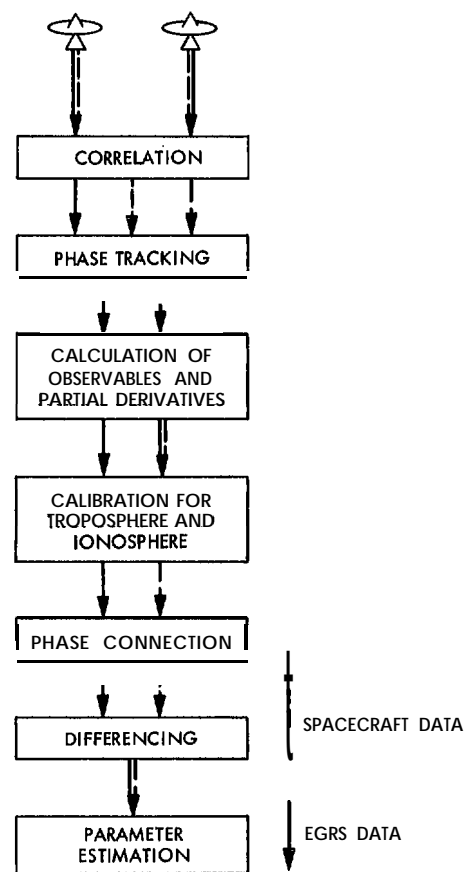 CORRELATION
PHASE TRACKING
CALCULATION OF
OBSERVABLES AND
PARTIAL DERIVATIVES
CALIBRATION FOR
TROPOSPHERE AND
IONOSPHERE
PHASE CONNECTION
SPACECRAFT DATA
DIFFERENCING
PARAMETER
ESTIMATION
EGRS DATA